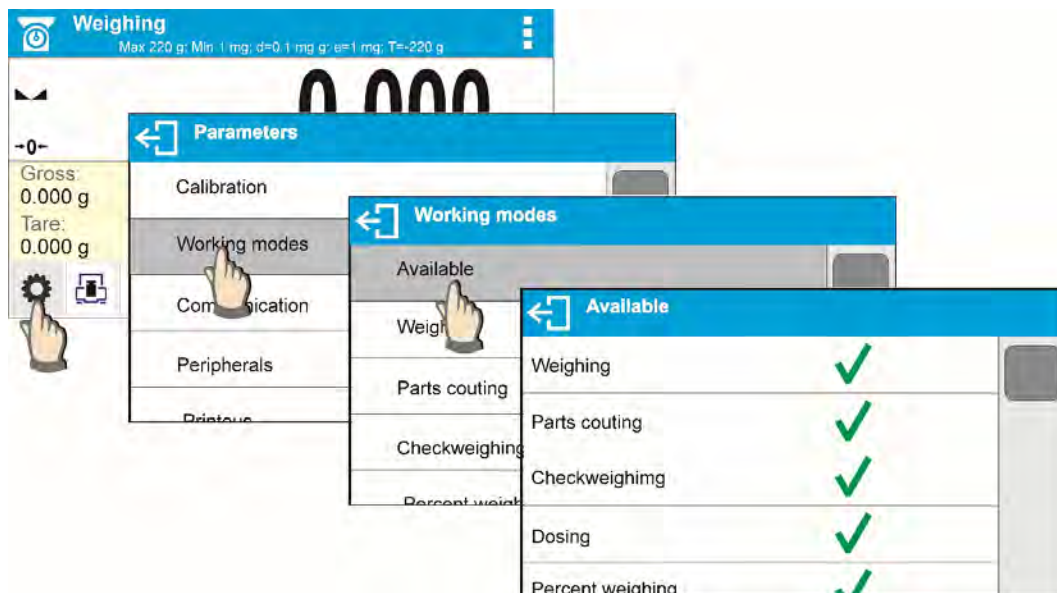 Weighing
Max 220 g; Min 1 mg; d=0.1 mg g; e=1 mg; T=-220 g
0.000
→0←
Gross:
0.000 g
Tare:
0.000 g
Parameters
Calibration
Working modes
Peripherals
Working modes
Available
Parts couting
Checkweighing
Available
Weighing
Parts couting
Checkweighimg
Dosing
Percent weighing